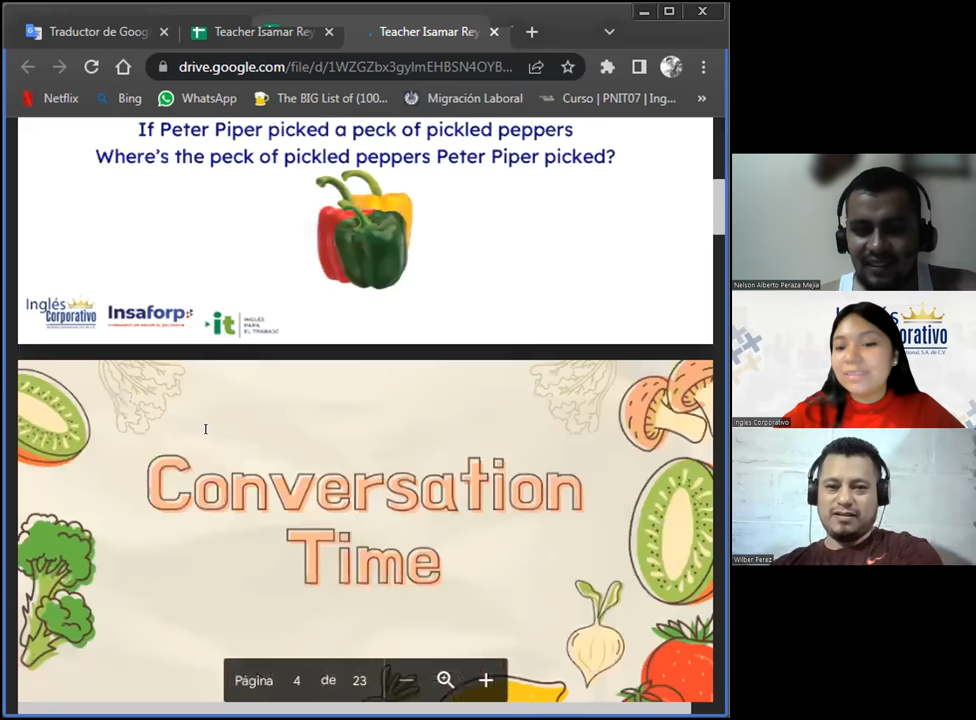 Traductor de Goog
Teacher Isamar Rey
Teacher Isamar Rey
drive.google.com/file/d/1WZGZbx3gylmEHBSN4OYB...
Netflix
Bing
WhatsApp
The BIG List of (100...
Migración Laboral
Curso | PNIT07 | Ing...
If Peter Piper picked a peck of pickled peppers
Where's the peck of pickled peppers Peter Piper picked?
Inglés
Corporativo
Insaforp
it
INGLÉS
PARA
EL TRABAJO
Conversation
Time
Página 4 de 23
Nelson Alberto Peraza Mejia
Inglés Corporativo
Wilber Perez